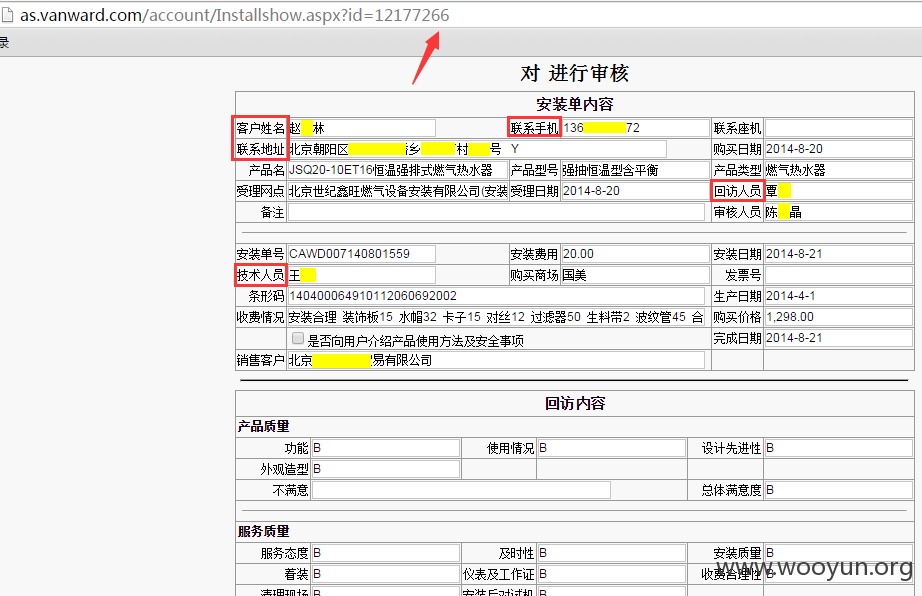 as.vanward.com/account/Installshow.aspx?id=12177266
录
对 进行审核
安装单内容
客户姓名 赵 林 联系手机 136 72 联系座机
联系地址 北京朝阳区 街乡 村 号 Y 购买日期 2014-8-20
产品名 JSQ20-10ET16恒温强排式燃气热水器 产品型号 强抽恒温型含平衡 产品类型 燃气热水器
受理网点 北京世纪鑫旺燃气设备安装有限公司(安装 受理日期 2014-8-20 回访人员 覃
备注 审核人员 陈 晶
安装单号 CAWD007140801559 安装费用 20.00 安装日期 2014-8-21
技术人员 王 购买商场 国美 发票号
条形码 140400064910112060692002 生产日期 2014-4-1
收费情况 安装合理 装饰板15 水帽32 卡子15 对丝12 过滤器50 生料带2 波纹管45 合 购买价格 1,298.00
是否向用户介绍产品使用方法及安全事项 完成日期 2014-8-21
销售客户 北京 贸易有限公司
回访内容
产品质量
功能 B 使用情况 B 设计先进性 B
外观造型 B
不满意 总体满意度 B
服务质量
服务态度 B 及时性 B 安装质量 B
着装 B 仪表及工作证 B 收费合理性 B
清理现场 B 安装后对试机 B
www.wooyun.org